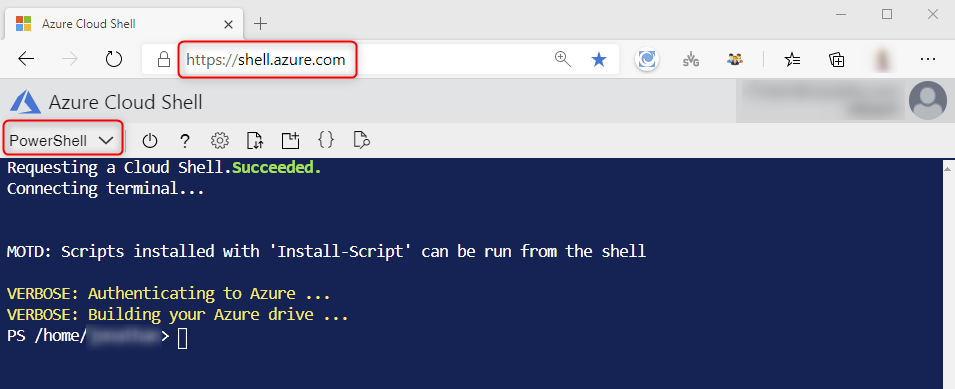 Azure Cloud Shell
https://shell.azure.com
Azure Cloud Shell
PowerShell
Requesting a Cloud Shell.Succeeded.
Connecting terminal...
MOTD: Scripts installed with 'Install-Script' can be run from the shell
VERBOSE: Authenticating to Azure ...
VERBOSE: Building your Azure drive ...
PS /home/ >